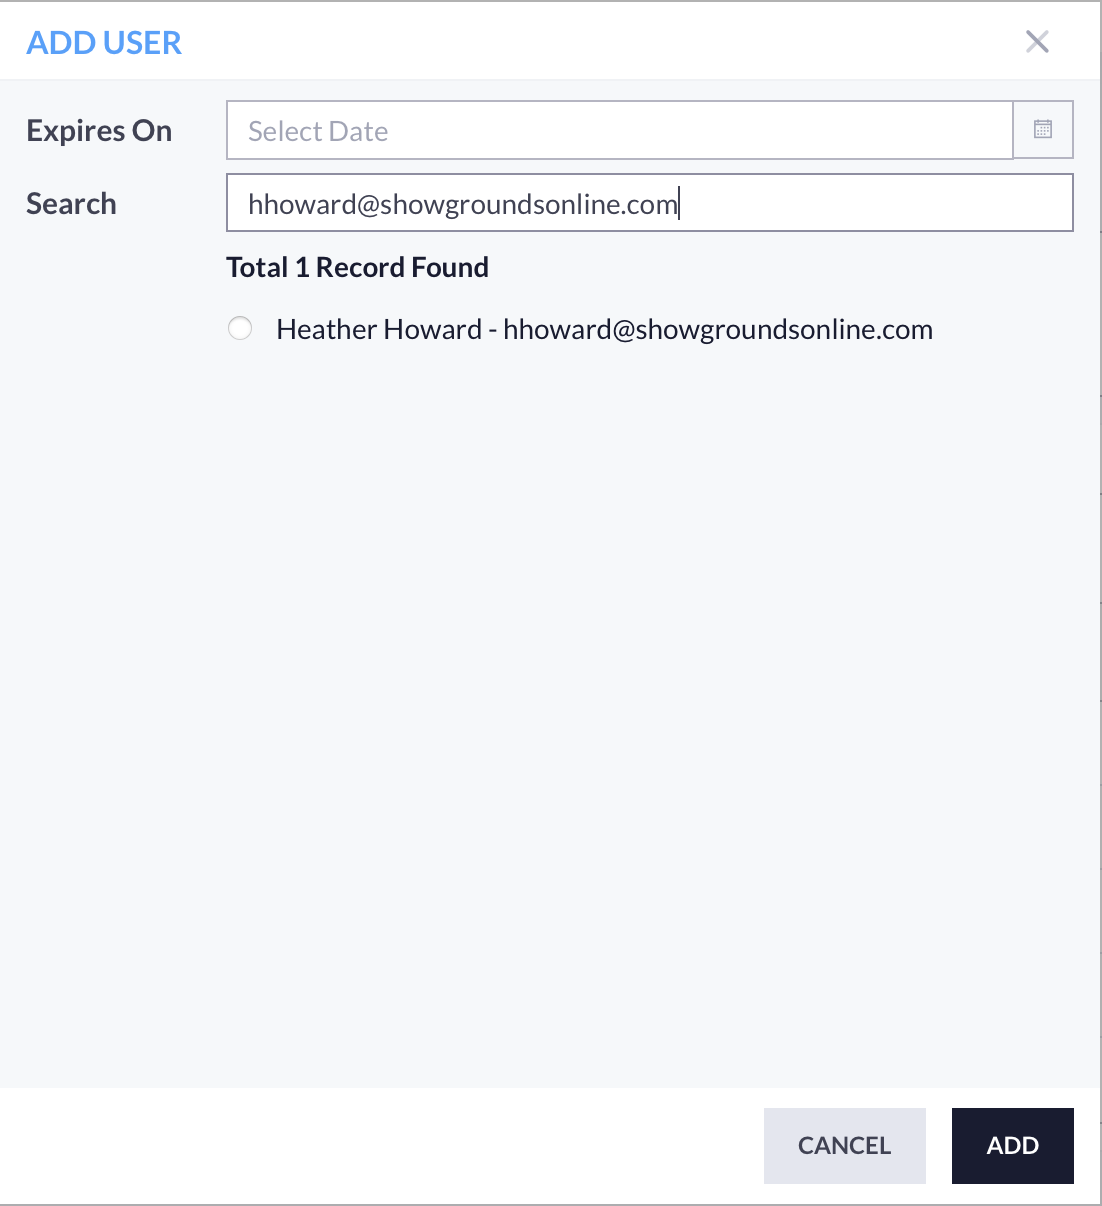 ADD USER
Expires On
Select Date
Search
hhoward@showgroundsonline.com
Total 1 Record Found
Heather Howard - hhoward@showgroundsonline.com
CANCEL
ADD